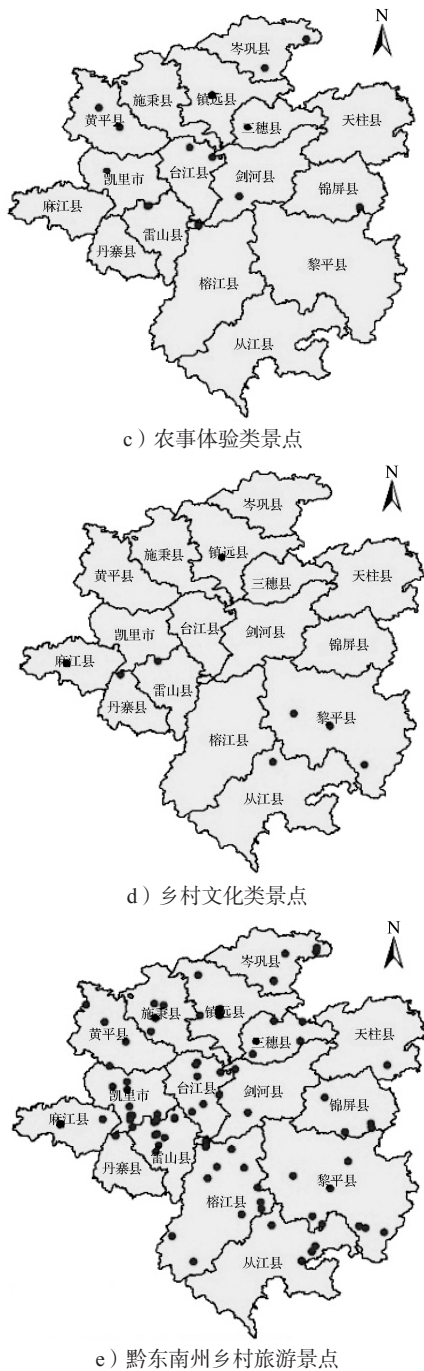 N
岑巩县
施秉县
镇远县
黄平县
三穗县
天柱县
台江县
凯里市
剑河县
锦屏县
麻江县
雷山县
丹寨县
黎平县
榕江县
从江县
c）农事体验类景点
N
岑巩县
施秉县
镇远县
黄平县
三穗县
天柱县
台江县
凯里市
剑河县
锦屏县
麻江县
雷山县
丹寨县
黎平县
榕江县
从江县
d）乡村文化类景点
N
岑巩县
施秉县
镇远县
黄平县
三穗县
天柱县
台江县
凯里市
剑河县
锦屏县
麻江县
雷山县
丹寨县
黎平县
榕江县
从江县
e）黔东南州乡村旅游景点